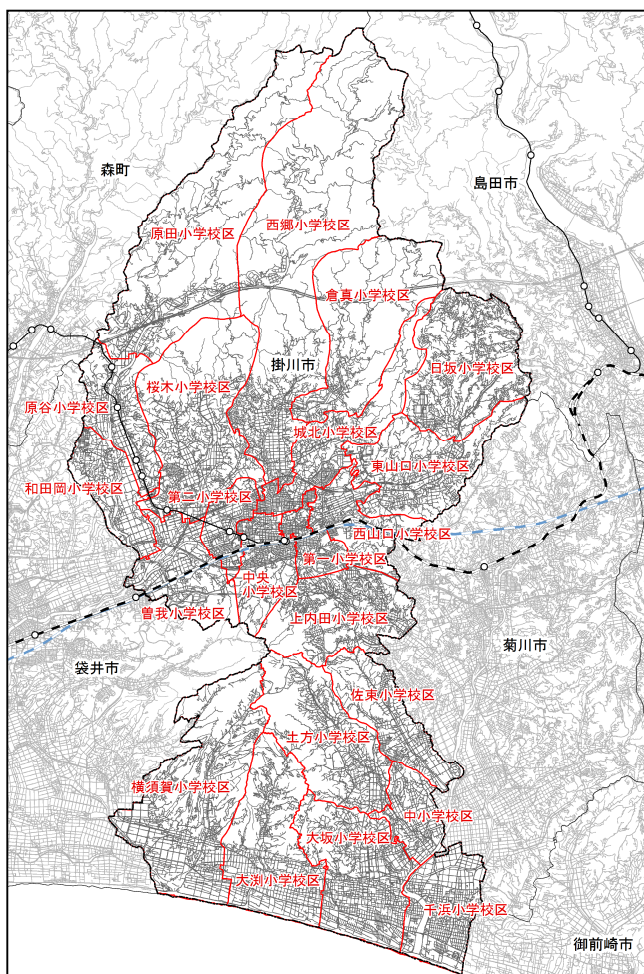 森町
島田市
原田小学校区
西郷小学校区
倉真小学校区
掛川市
日坂小学校区
桜木小学校区
原谷小学校区
城北小学校区
東山口小学校区
和田岡小学校区
第二小学校区
西山口小学校区
第一小学校区
中央
小学校区
曽我小学校区
上内田小学校区
菊川市
袋井市
佐束小学校区
土方小学校区
横須賀小学校区
中小学校区
大坂小学校区
大渕小学校区
千浜小学校区
御前崎市